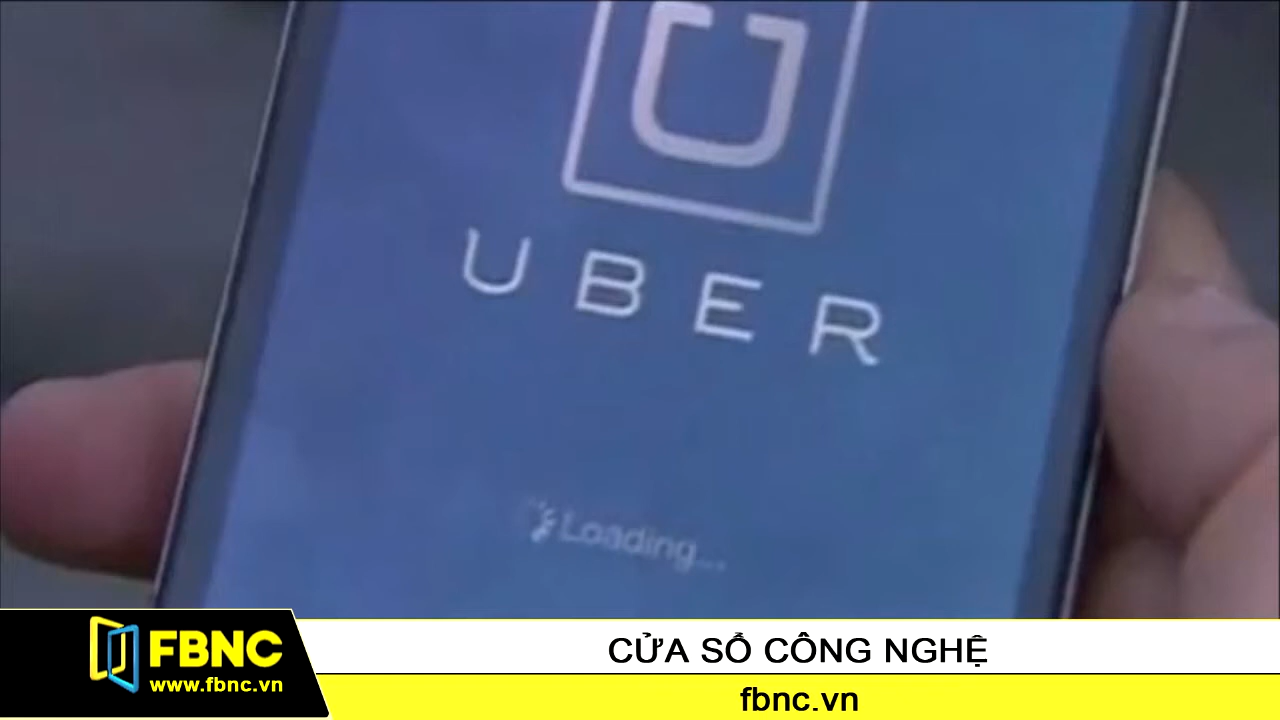 UBER
Loading...
FBNC
www.fbnc.vn
CỬA SỔ CÔNG NGHỆ
fbnc.vn